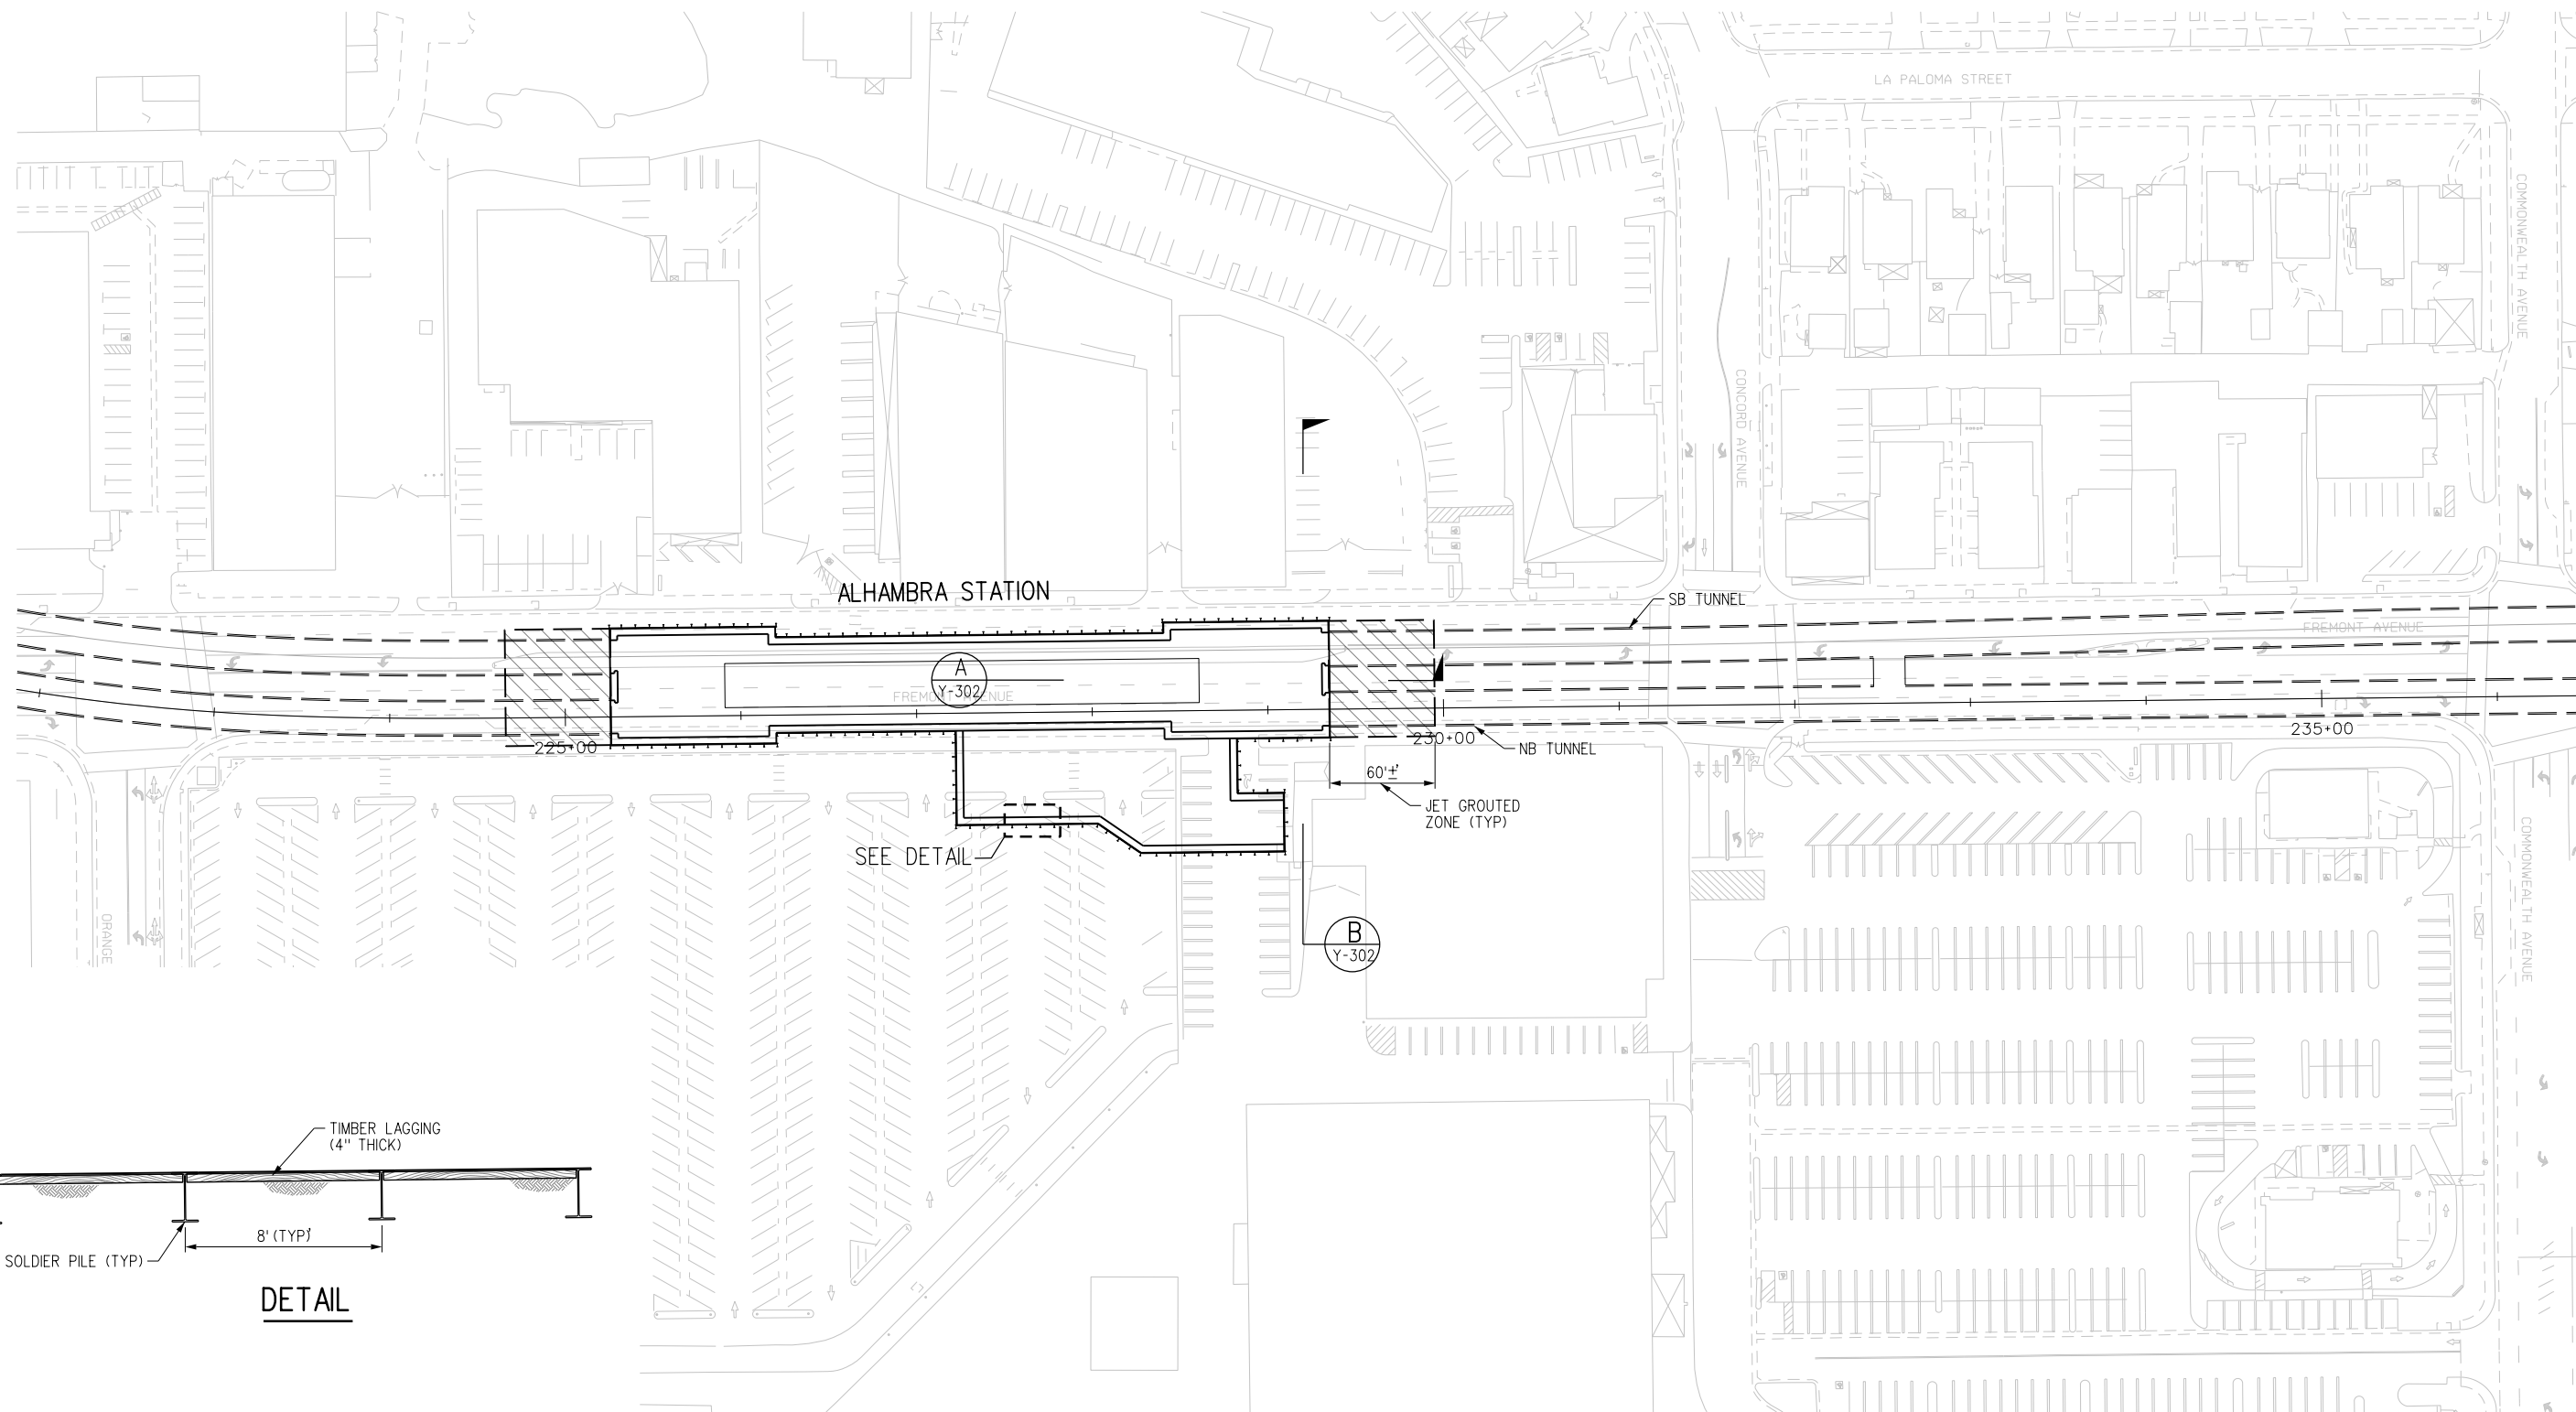 LA PALOMA STREET
COMMONWEALTH AVENUE
CONCORD AVENUE
ALHAMBRA STATION
SB TUNNEL
FREMONT AVENUE
A
Y-302
FREMONT AVENUE
225+00
230+00
235+00
NB TUNNEL
60'±
JET GROUTED
ZONE (TYP)
SEE DETAIL
COMMONWEALTH AVENUE
ORANGE
B
Y-302
TIMBER LAGGING
(4" THICK)
8' (TYP)
SOLDIER PILE (TYP)
DETAIL